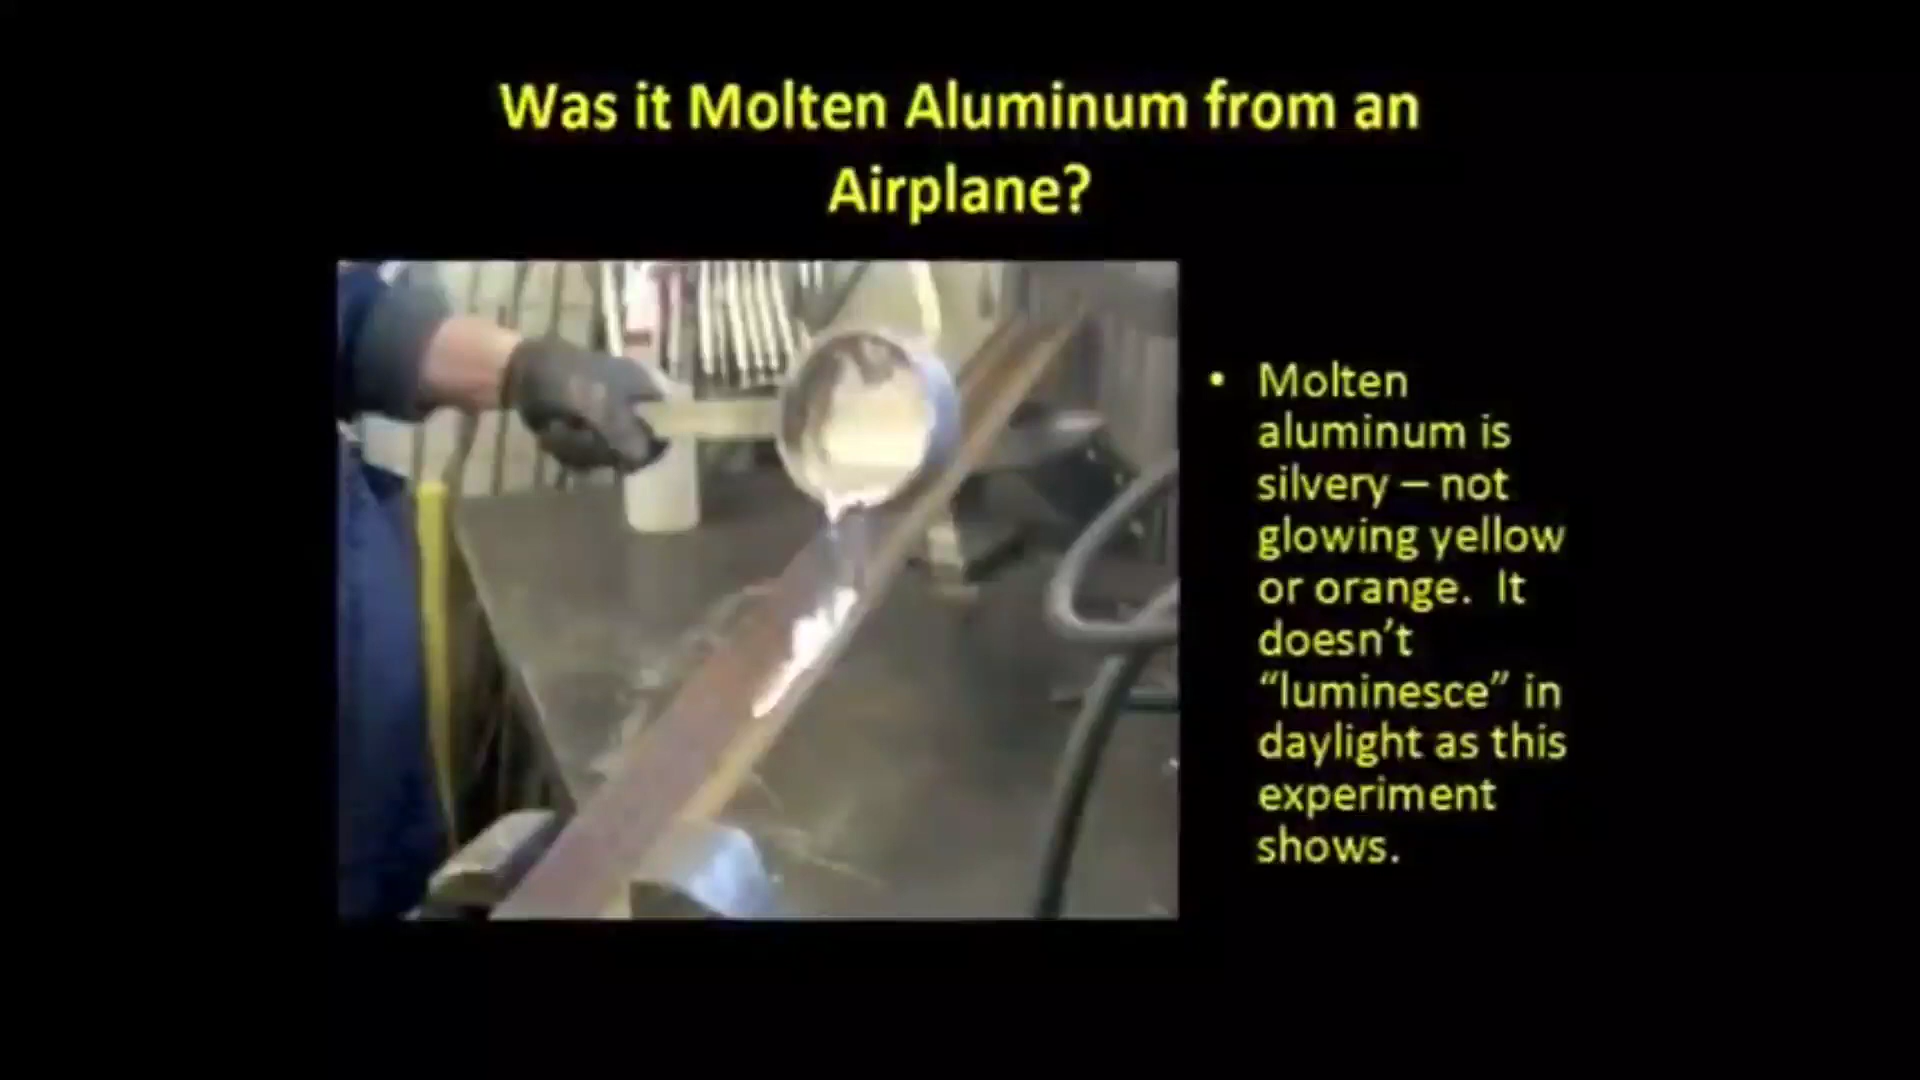 Was it Molten Aluminum from an
Airplane?
• Molten
aluminum is
silvery – not
glowing yellow
or orange. It
doesn't
“luminesce” in
daylight as this
experiment
shows.